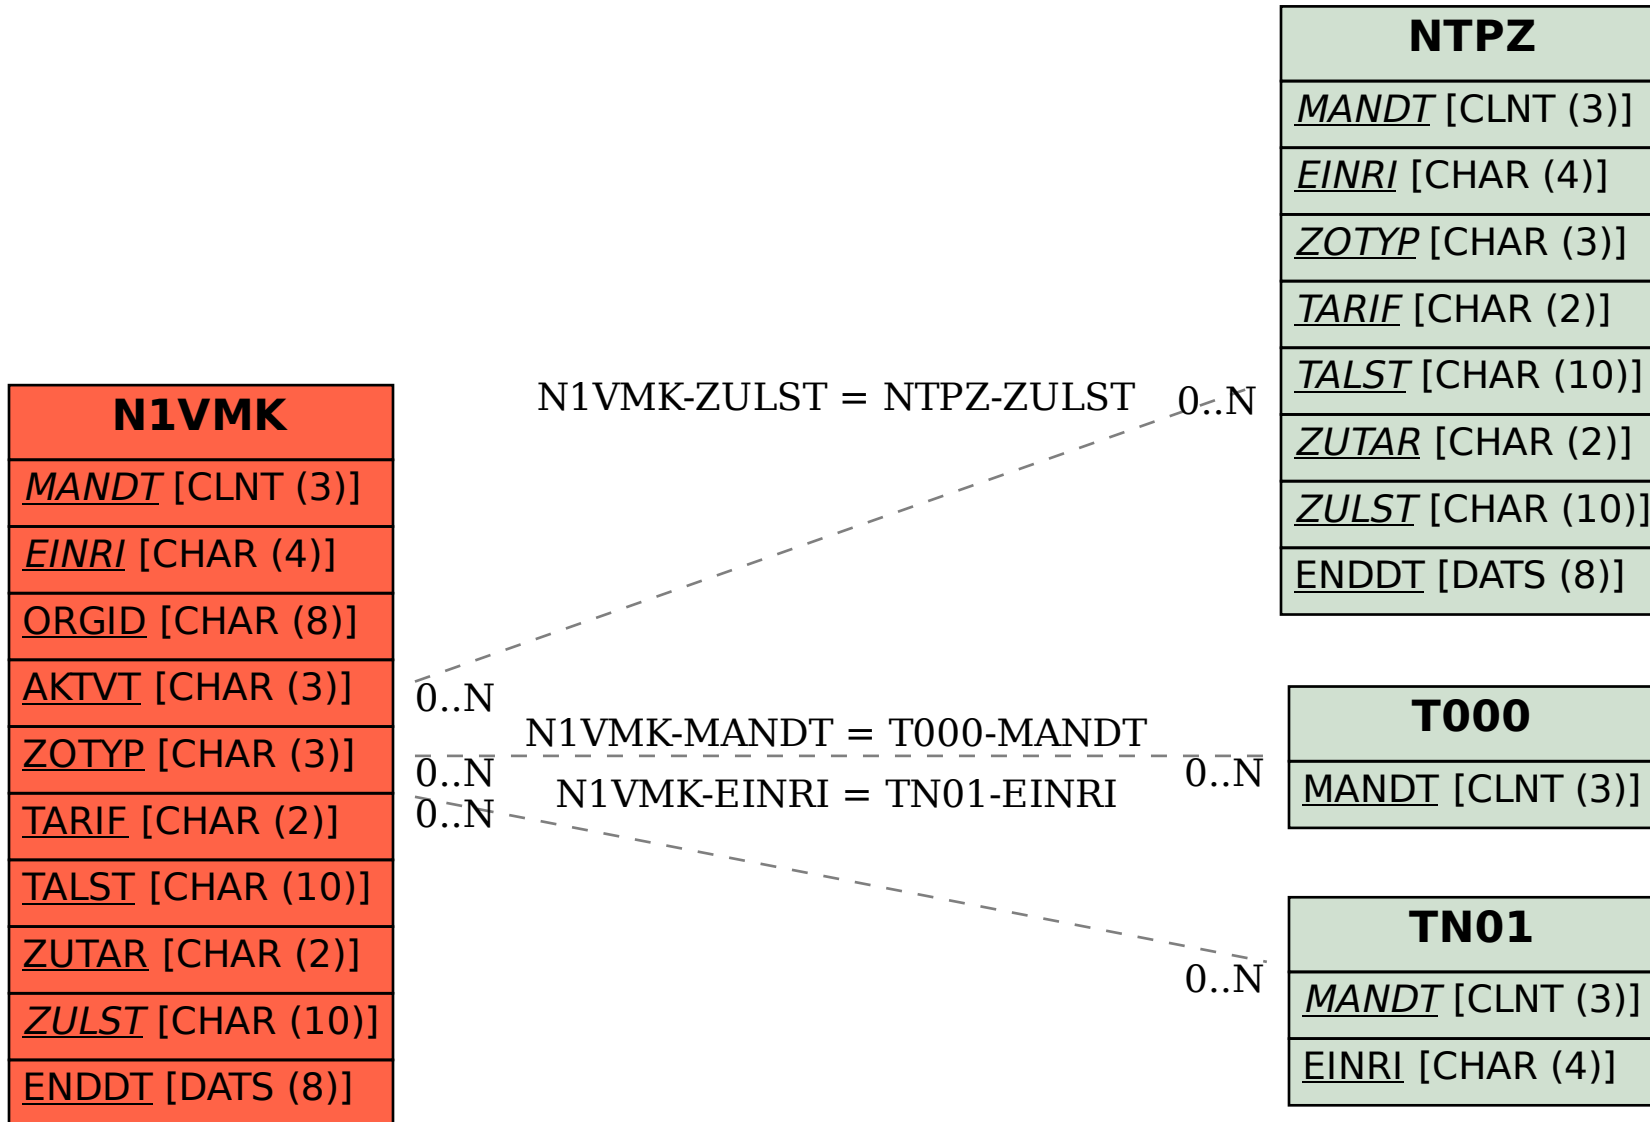 NTPZ
MANDT [CLNT (3)]
EINRI [CHAR (4)]
ZOTYP [CHAR (3)]
TARIF [CHAR (2)]
TALST [CHAR (10)]
ZUTAR [CHAR (2)]
ZULST [CHAR (10)]
ENDDT [DATS (8)]
N1VMK
MANDT [CLNT (3)]
EINRI [CHAR (4)]
ORGID [CHAR (8)]
AKTVT [CHAR (3)]
ZOTYP [CHAR (3)]
TARIF [CHAR (2)]
TALST [CHAR (10)]
ZUTAR [CHAR (2)]
ZULST [CHAR (10)]
ENDDT [DATS (8)]
N1VMK-ZULST = NTPZ-ZULST
0..N
0..N
N1VMK-MANDT = T000-MANDT
0..N
0..N
N1VMK-EINRI = TN01-EINRI
0..N
0..N
T000
MANDT [CLNT (3)]
TN01
MANDT [CLNT (3)]
EINRI [CHAR (4)]